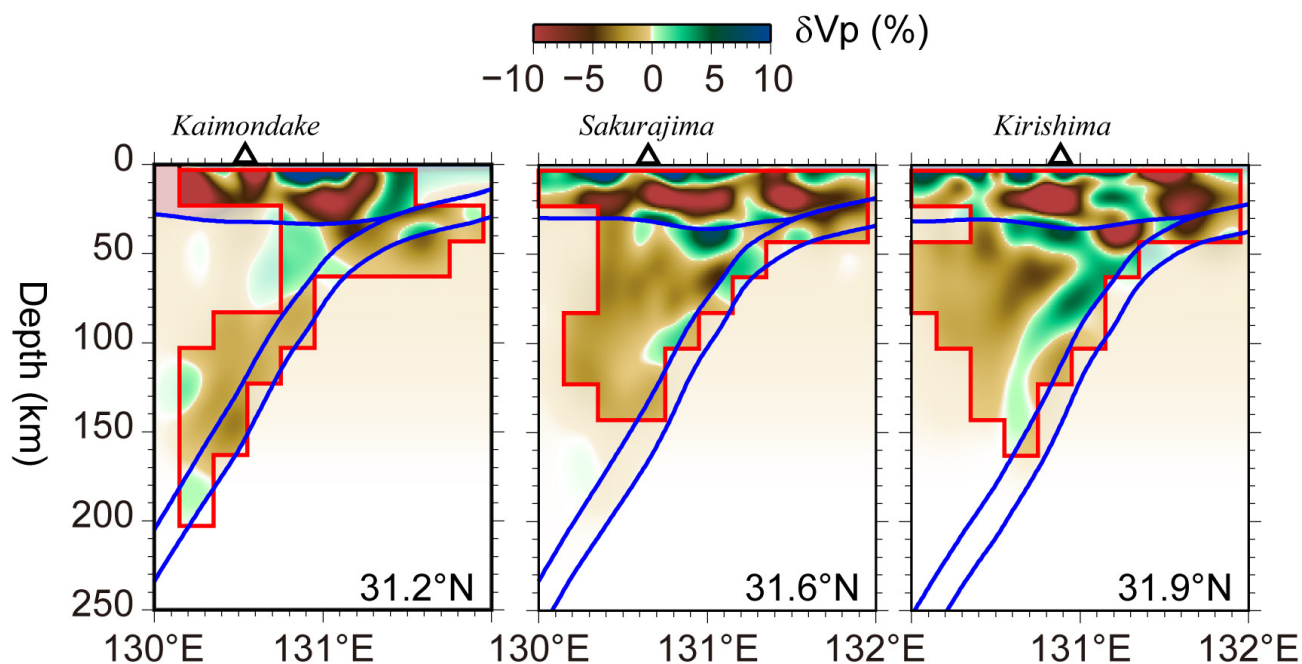 δVp (%)
−10 −5 0 5 10
Kaimondake Sakurajima Kirishima
0
50
100
150
200
250
Depth (km)
31.2°N 31.6°N 31.9°N
130°E 131°E 130°E 131°E 132°E 131°E 132°E